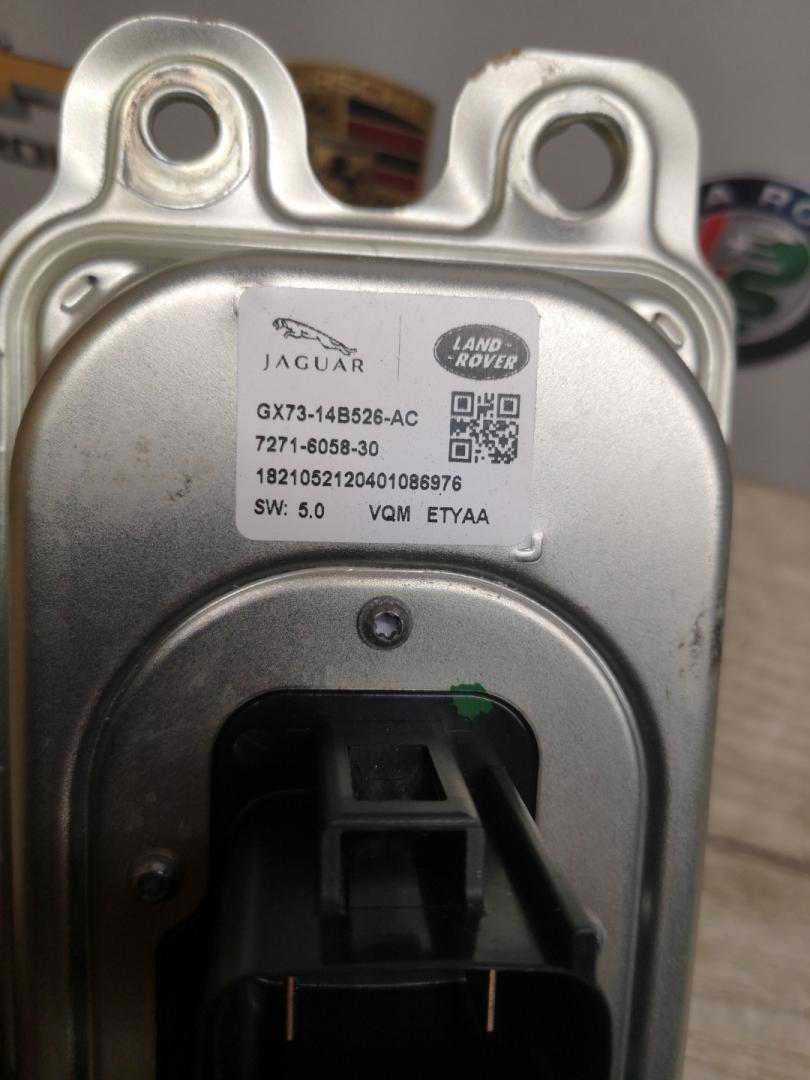 JAGUAR
LAND-
-ROVER
GX73-14B526-AC
7271-6058-30
1821052120401086976
SW: 5.0 VQM ETYAA